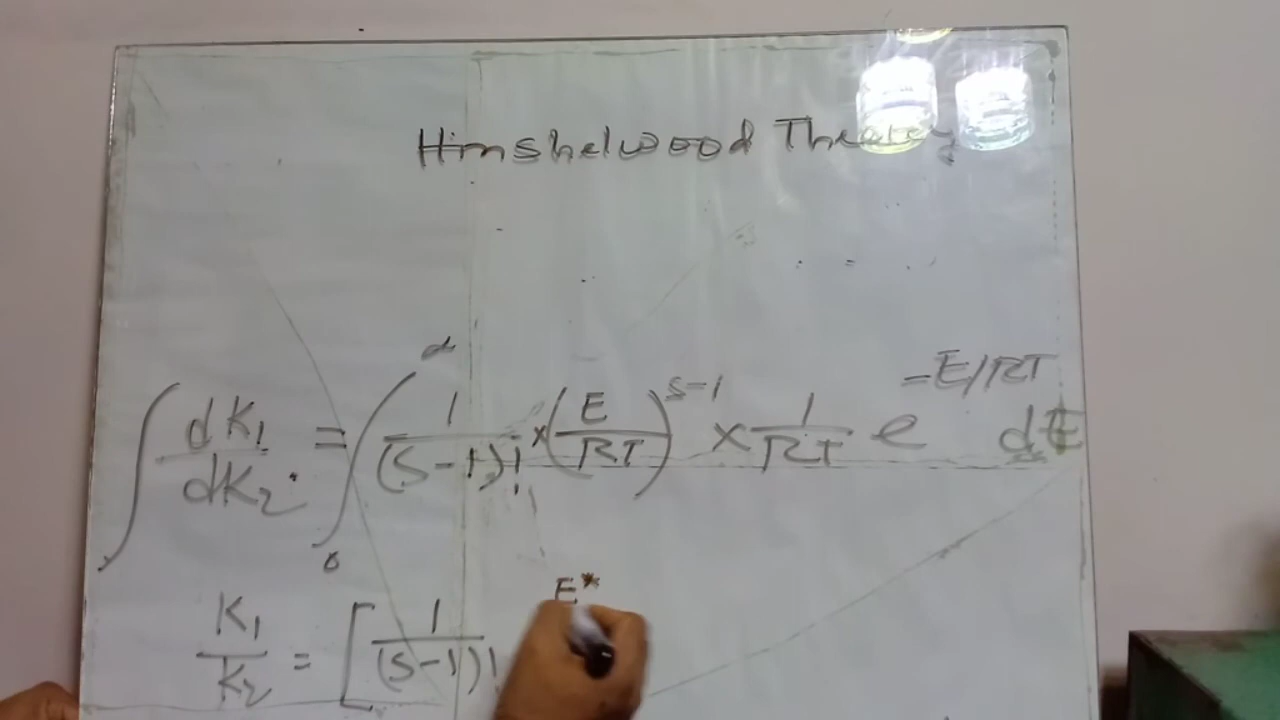 Hinshelwood Theory
∫ dK₁/dK₂ = ∫₀^α 1/(S-1)! × (E/RT)^(S-1) × 1/RT e^(-E/RT) dE
K₁/K₂ = [ 1/(S-1)! E*